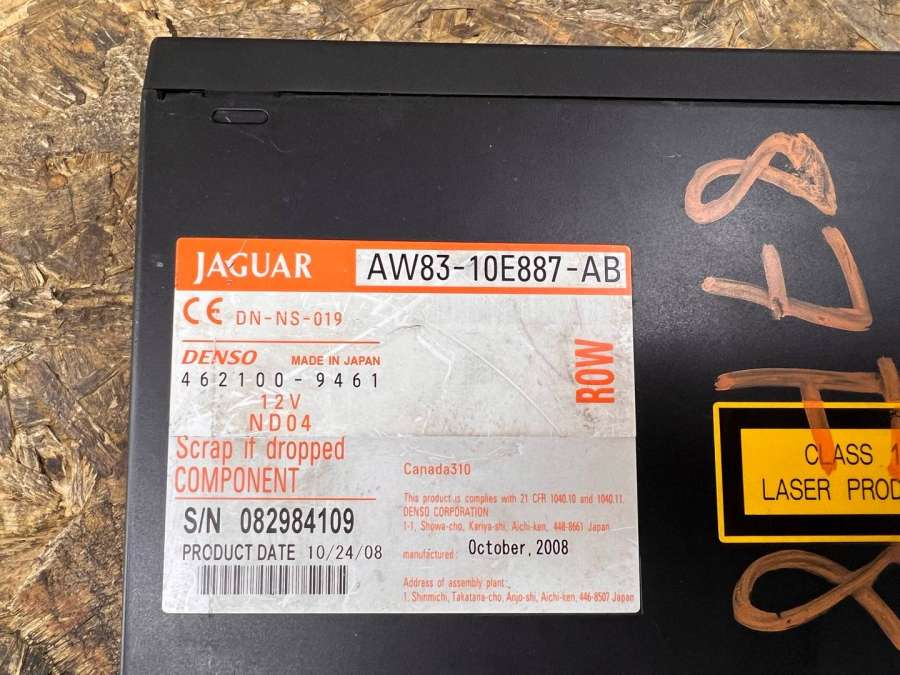 JAGUAR AW83-10E887-AB
CE DN-NS-019
DENSO MADE IN JAPAN
462100-9461
12V
ND04
ROW
Scrap if dropped
COMPONENT
S/N 082984109
PRODUCT DATE 10/24/08
Canada310
This product is complies with 21 CFR 1040.10 and 1040.11.
DENSO CORPORATION
1-1, Showa-cho, Kariya-shi, Aichi-ken, 448-8661 Japan
manufactured: October, 2008
Address of assembly plant:
1, Shinmichi, Takatana-cho, Anjo-shi, Aichi-ken, 446-8507 Japan
CLASS 1
LASER PROD